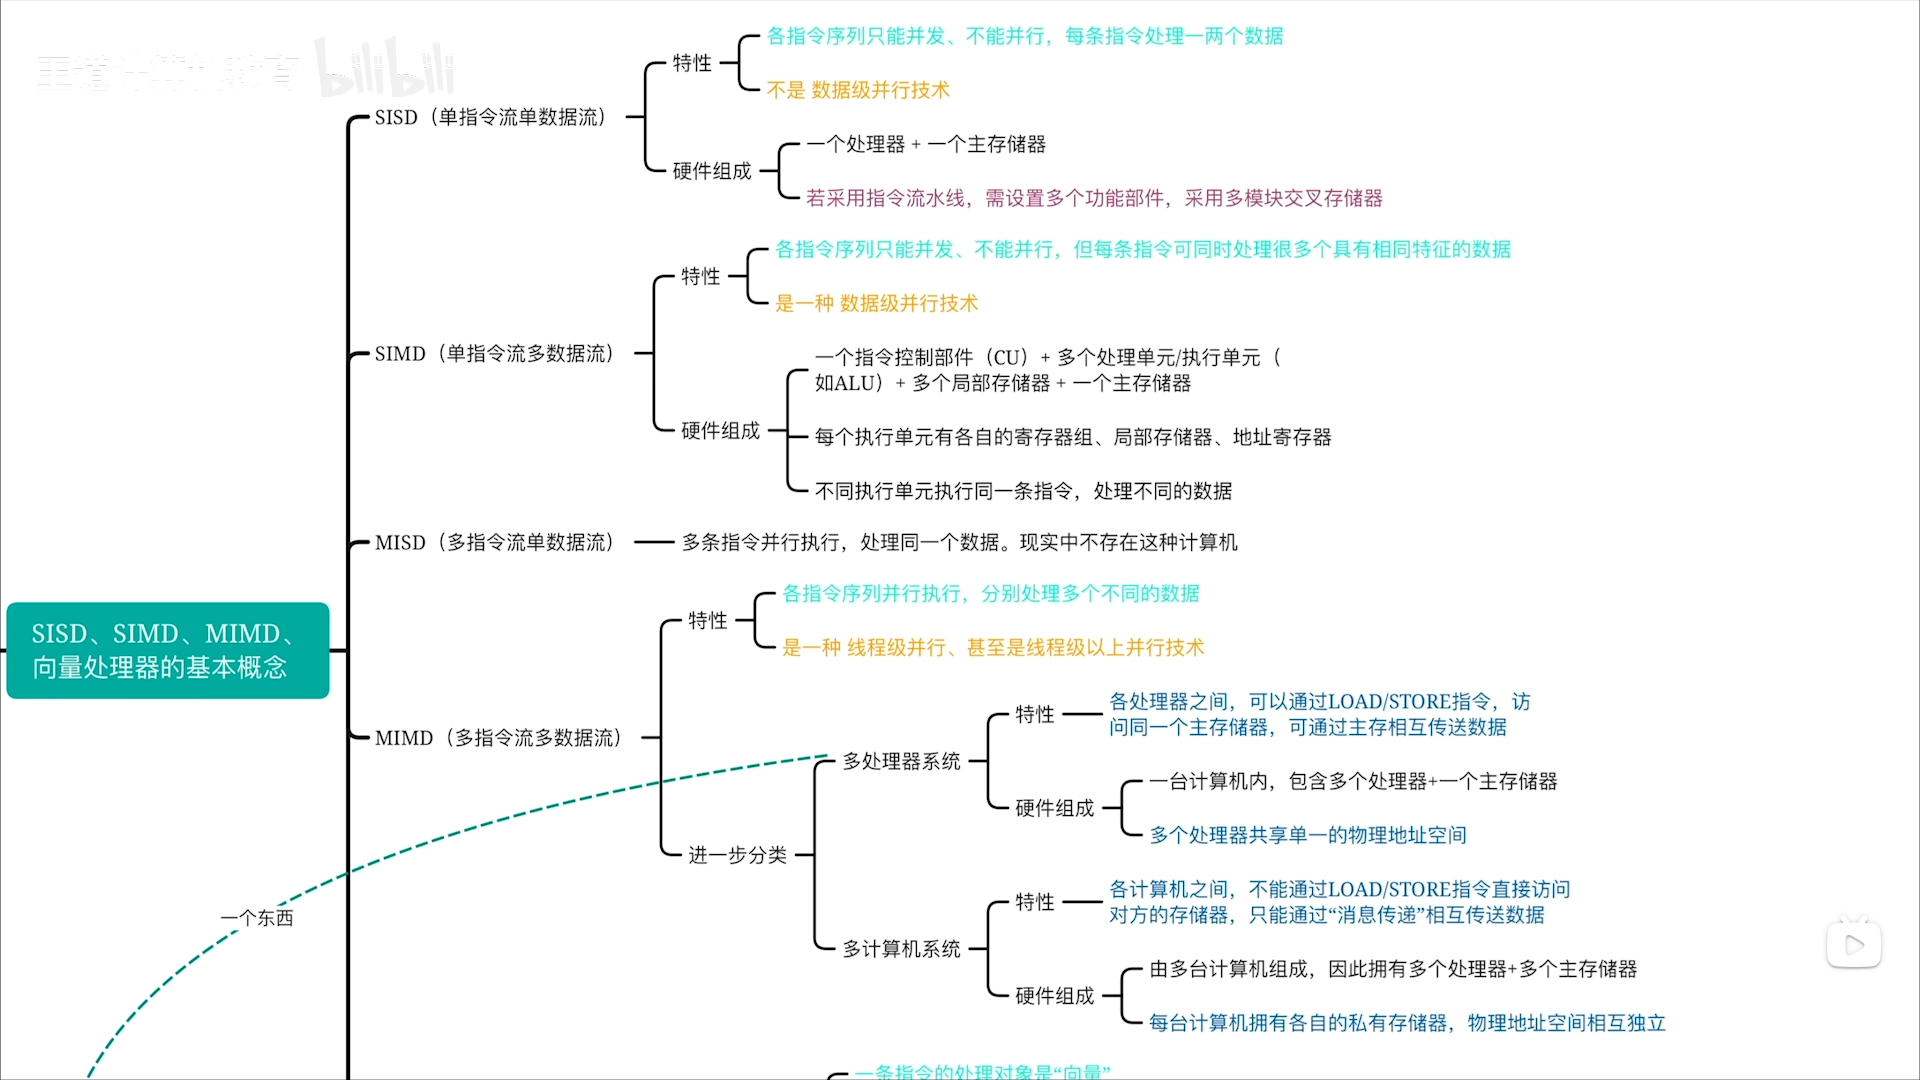 王道计算机教育 bilibili
各指令序列只能并发、不能并行，每条指令处理一两个数据
特性
不是 数据级并行技术
SISD（单指令流单数据流）
一个处理器 + 一个主存储器
硬件组成
若采用指令流水线，需设置多个功能部件，采用多模块交叉存储器
各指令序列只能并发、不能并行，但每条指令可同时处理很多个具有相同特征的数据
特性
是一种 数据级并行技术
SIMD（单指令流多数据流）
一个指令控制部件（CU）+ 多个处理单元/执行单元（
如ALU）+ 多个局部存储器 + 一个主存储器
硬件组成
每个执行单元有各自的寄存器组、局部存储器、地址寄存器
不同执行单元执行同一条指令，处理不同的数据
MISD（多指令流单数据流）
多条指令并行执行，处理同一个数据。现实中不存在这种计算机
SISD、SIMD、MIMD、
向量处理器的基本概念
各指令序列并行执行，分别处理多个不同的数据
特性
是一种 线程级并行、甚至是线程级以上并行技术
MIMD（多指令流多数据流）
各处理器之间，可以通过LOAD/STORE指令，访
问同一个主存储器，可通过主存相互传送数据
特性
多处理器系统
一台计算机内，包含多个处理器+一个主存储器
硬件组成
多个处理器共享单一的物理地址空间
进一步分类
各计算机之间，不能通过LOAD/STORE指令直接访问
对方的存储器，只能通过“消息传递”相互传送数据
特性
多计算机系统
由多台计算机组成，因此拥有多个处理器+多个主存储器
硬件组成
每台计算机拥有各自的私有存储器，物理地址空间相互独立
一个东西
一条指令的处理对象是“向量”